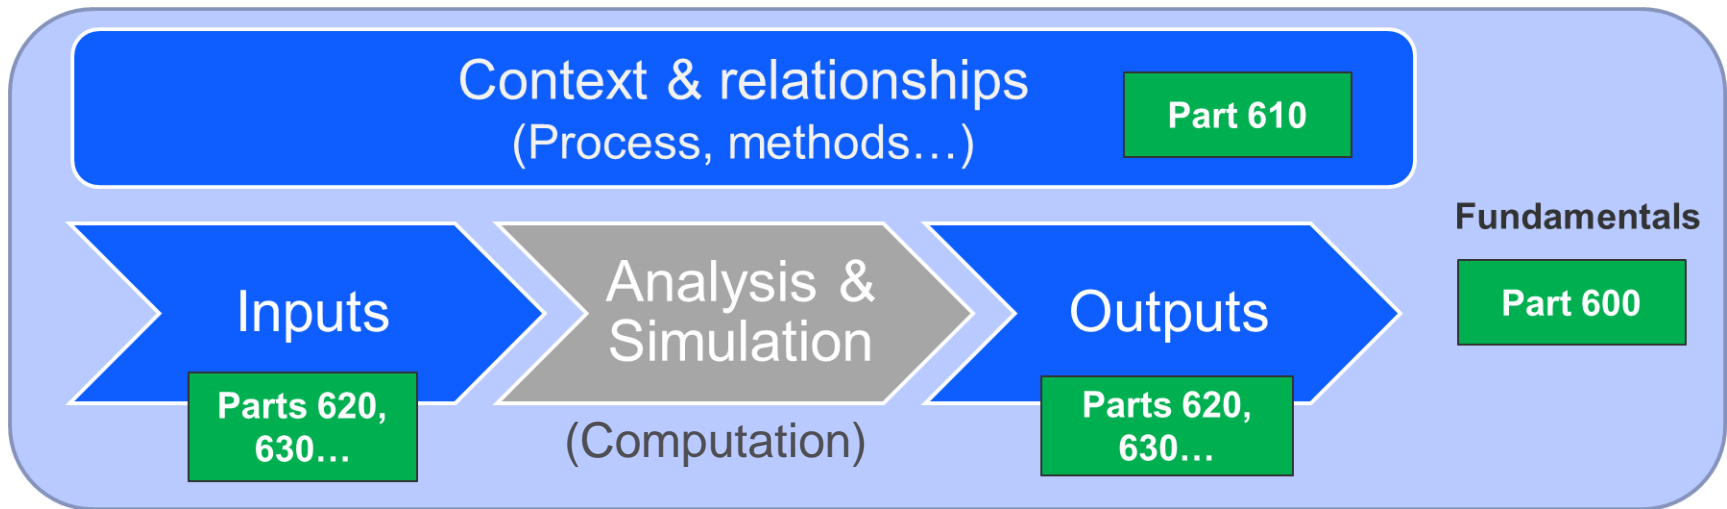 Context & relationships
(Process, methods…)
Part 610
Fundamentals
Part 600
Inputs
Parts 620,
630…
Analysis &
Simulation
(Computation)
Outputs
Parts 620,
630…